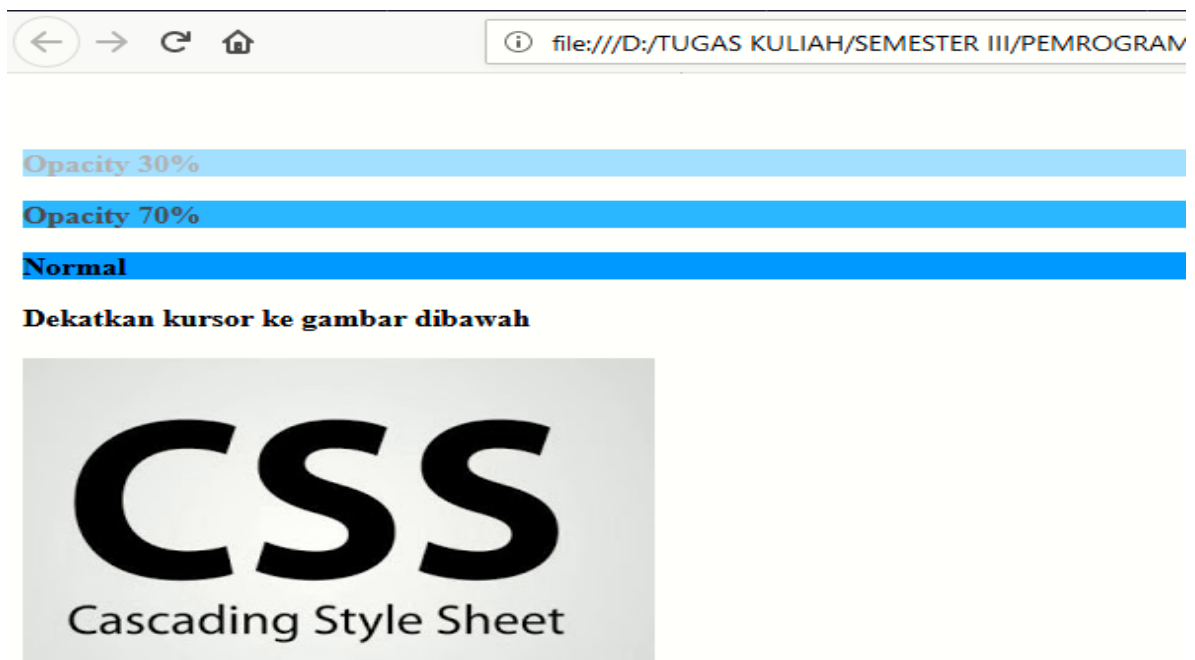 file:///D:/TUGAS KULIAH/SEMESTER III/PEMROGRAM
Opacity 30%
Opacity 70%
Normal
Dekatkan kursor ke gambar dibawah
CSS
Cascading Style Sheet